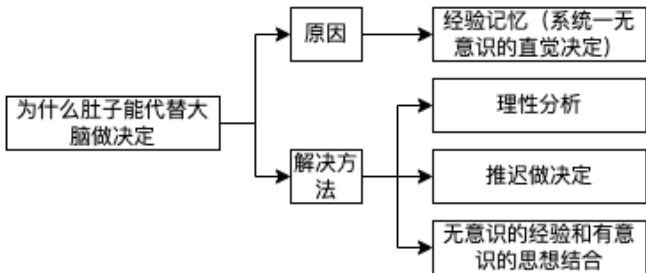 为什么肚子能代替大
脑做决定
原因
经验记忆（系统一无
意识的直觉决定）
解决方
法
理性分析
推迟做决定
无意识的经验和有意
识的思想结合